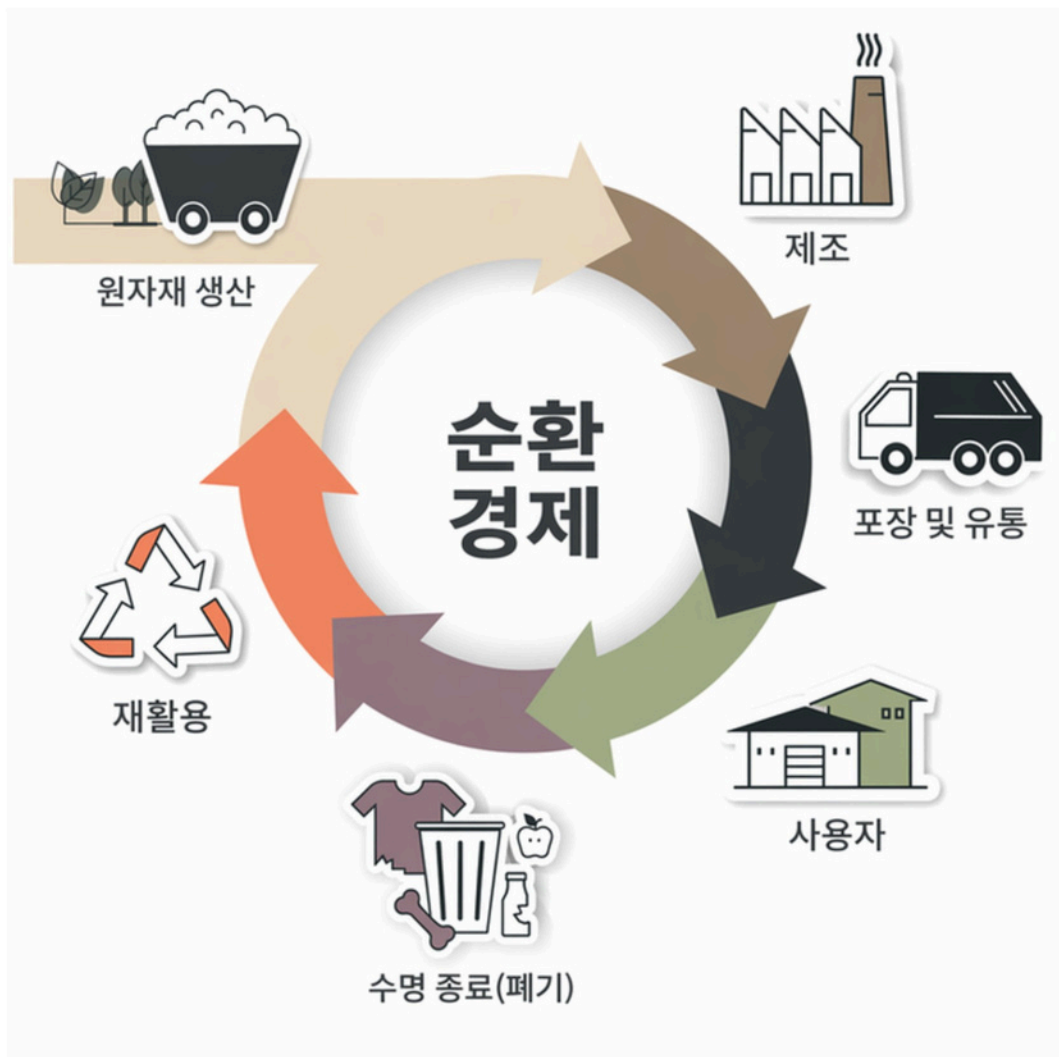 원자재 생산
제조
순환
경제
포장 및 유통
재활용
사용자
수명 종료(폐기)